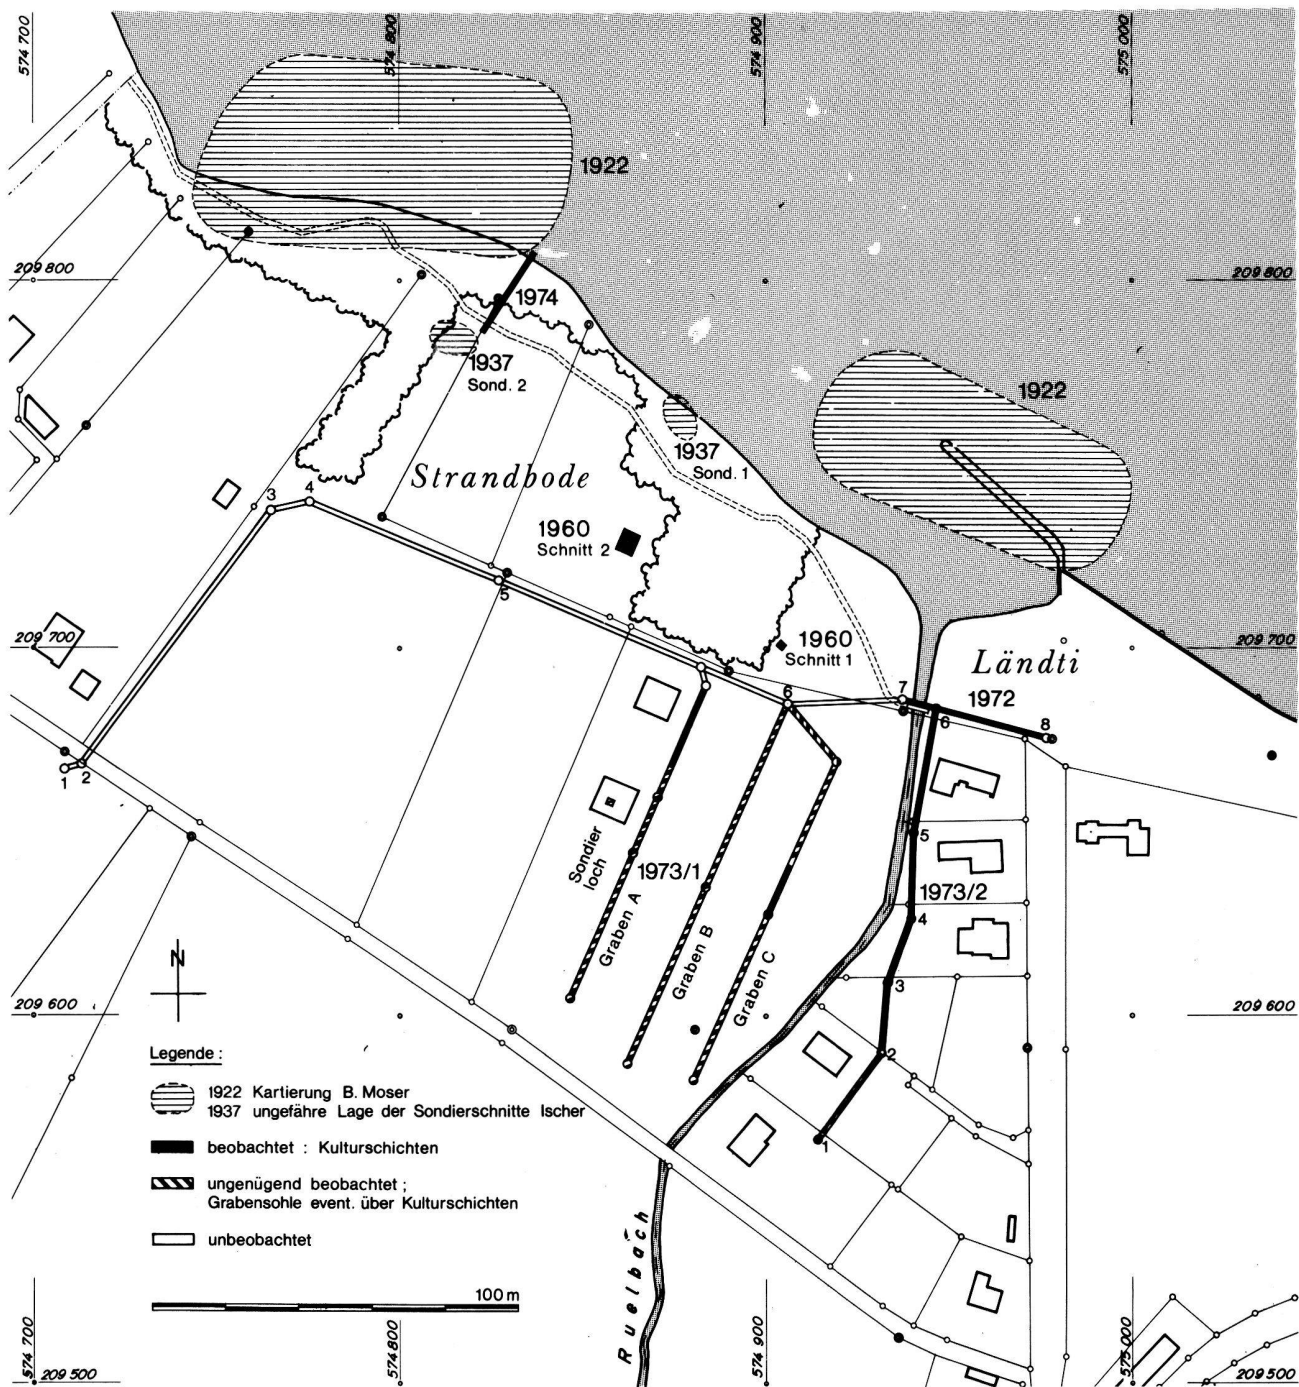 574 700
574 800
574 900
575 000
1922
209 800
209 800
1974
1937
Sond. 2
1922
1937
Sond. 1
Strandbode
3
4
1960
Schnitt 2
5
209 700
209 700
1960
Schnitt 1
Ländti
6
7
1972
6
8
1
2
5
Sondier
loch
1973/1
1973/2
4
Graben A
Graben B
Graben C
N
3
209 600
209 600
2
1
Legende :
1922 Kartierung B. Moser
1937 ungefähre Lage der Sondierschnitte Ischer
beobachtet : Kulturschichten
ungenügend beobachtet ;
Grabensohle event. über Kulturschichten
unbeobachtet
100 m
Ruelbach
574 700
574 800
574 900
575 000
209 500
209 500